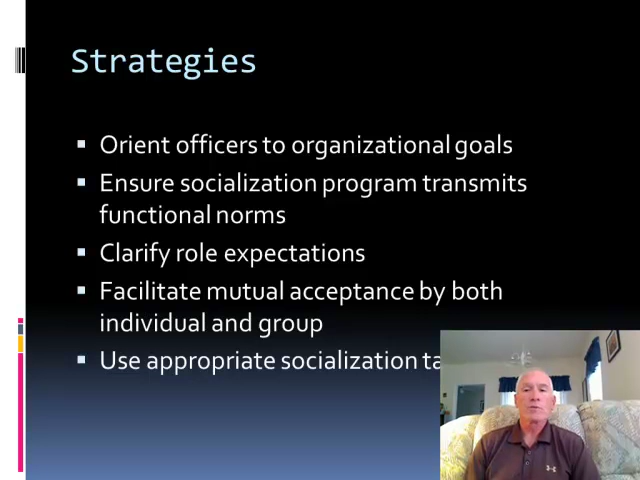 Strategies
Orient officers to organizational goals
Ensure socialization program transmits
functional norms
Clarify role expectations
Facilitate mutual acceptance by both
individual and group
Use appropriate socialization